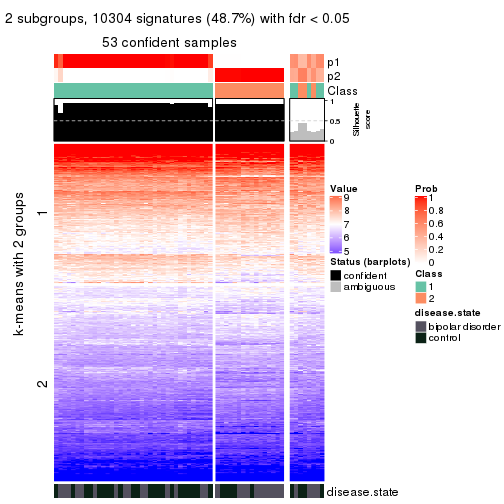 2 subgroups, 10304 signatures (48.7%) with fdr < 0.05
53 confident samples
p1
p2
Class
1
0.5
0
Silhouette
score
k-means with 2 groups
1
2
Value
9
8
7
6
5
Status (barplots)
confident
ambiguous
Prob
1
0.8
0.6
0.4
0.2
0
Class
1
2
disease.state
bipolar disorder
control
disease.state